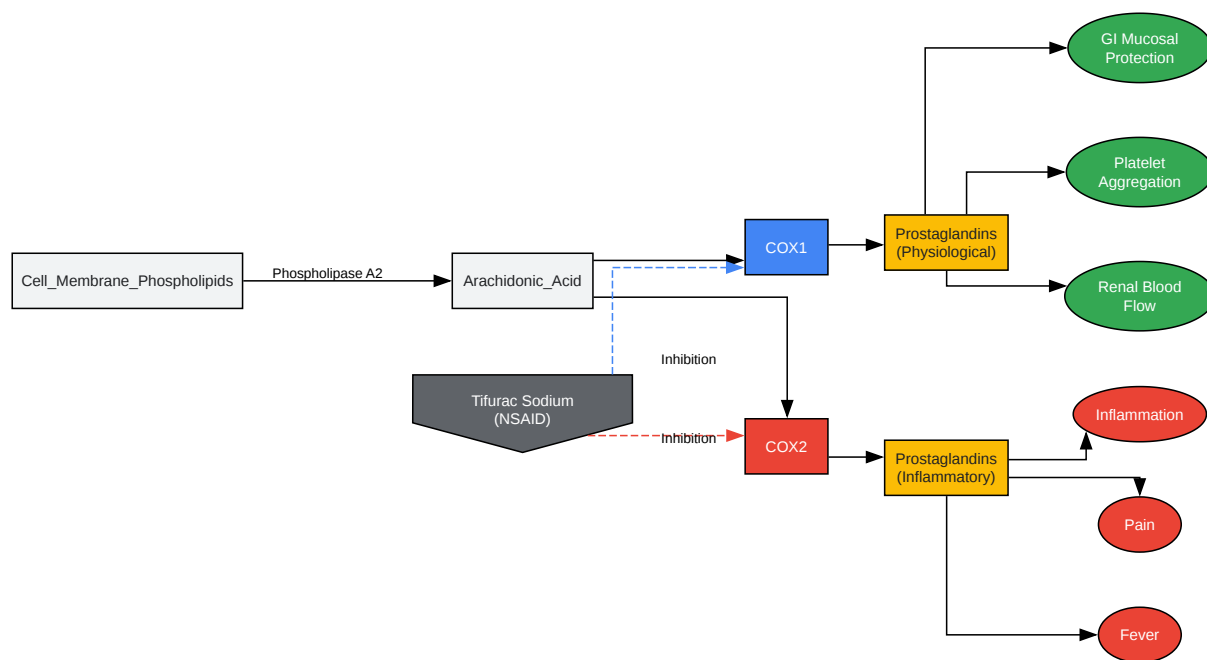 GI Mucosal
Protection
Platelet
Aggregation
COX1
Prostaglandins
(Physiological)
Cell_Membrane_Phospholipids
Phospholipase A2
Arachidonic_Acid
Renal Blood
Flow
Inhibition
Tifurac Sodium
(NSAID)
Inhibition
COX2
Prostaglandins
(Inflammatory)
Inflammation
Pain
Fever